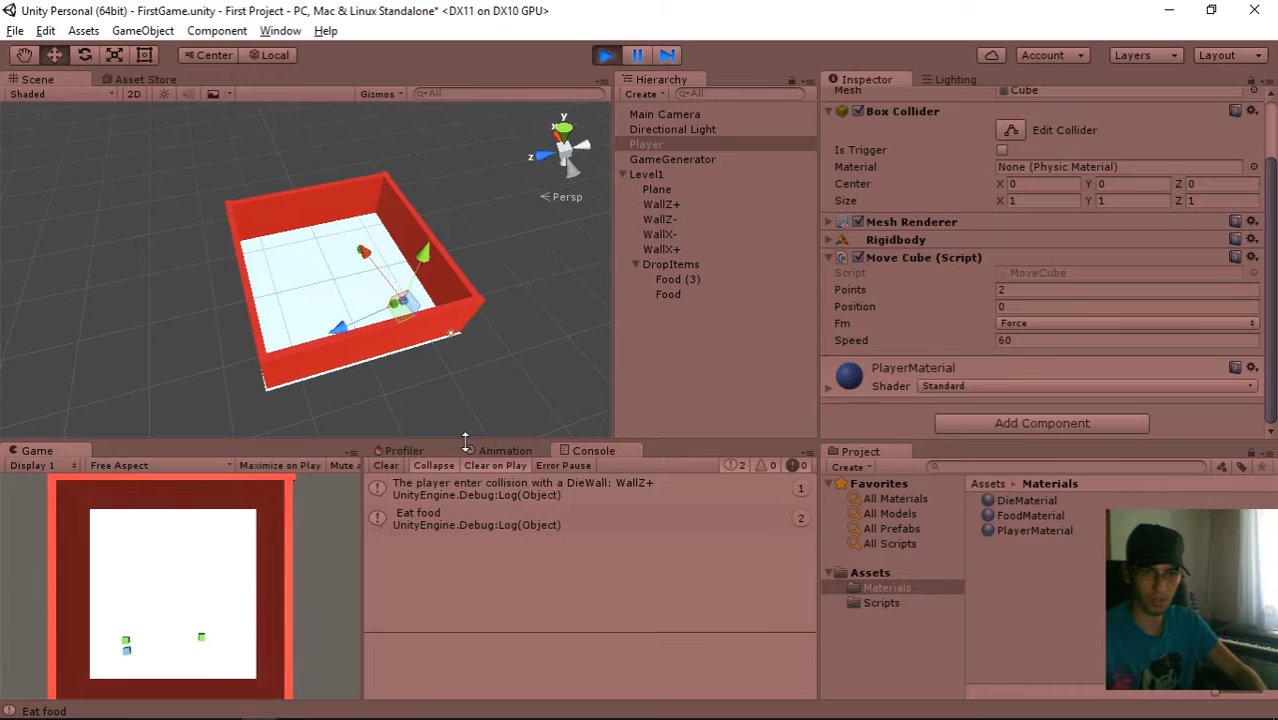 Unity Personal (64bit) - FirstGame.unity - First Project - PC, Mac & Linux Standalone* <DX11 on DX10 GPU>
File Edit Assets GameObject Component Window Help
Center Local Account Layers Layout
Scene Asset Store
Shaded 2D Gizmos All
y
x
z
Persp
Hierarchy
Create All
Main Camera
Directional Light
Player
GameGenerator
Level1
Plane
WallZ+
WallZ-
WallX-
WallX+
DropItems
Food (3)
Food
Inspector Lighting
Mesh Cube
Box Collider
Edit Collider
Is Trigger
Material None (Physic Material)
Center X 0 Y 0 Z 0
Size X 1 Y 1 Z 1
Mesh Renderer
Rigidbody
Move Cube (Script)
Script MoveCube
Points 2
Position 0
Fm Force
Speed 60
PlayerMaterial
Shader Standard
Add Component
Game
Display 1 Free Aspect Maximize on Play Mute a
Profiler Animation Console
Clear Collapse Clear on Play Error Pause 2 0 0
The player enter collision with a DieWall: WallZ+
UnityEngine.Debug:Log(Object)
1
Eat food
UnityEngine.Debug:Log(Object)
2
Project
Create
Favorites
All Materials
All Models
All Prefabs
All Scripts
Assets
Materials
Scripts
Assets Materials
DieMaterial
FoodMaterial
PlayerMaterial
Eat food